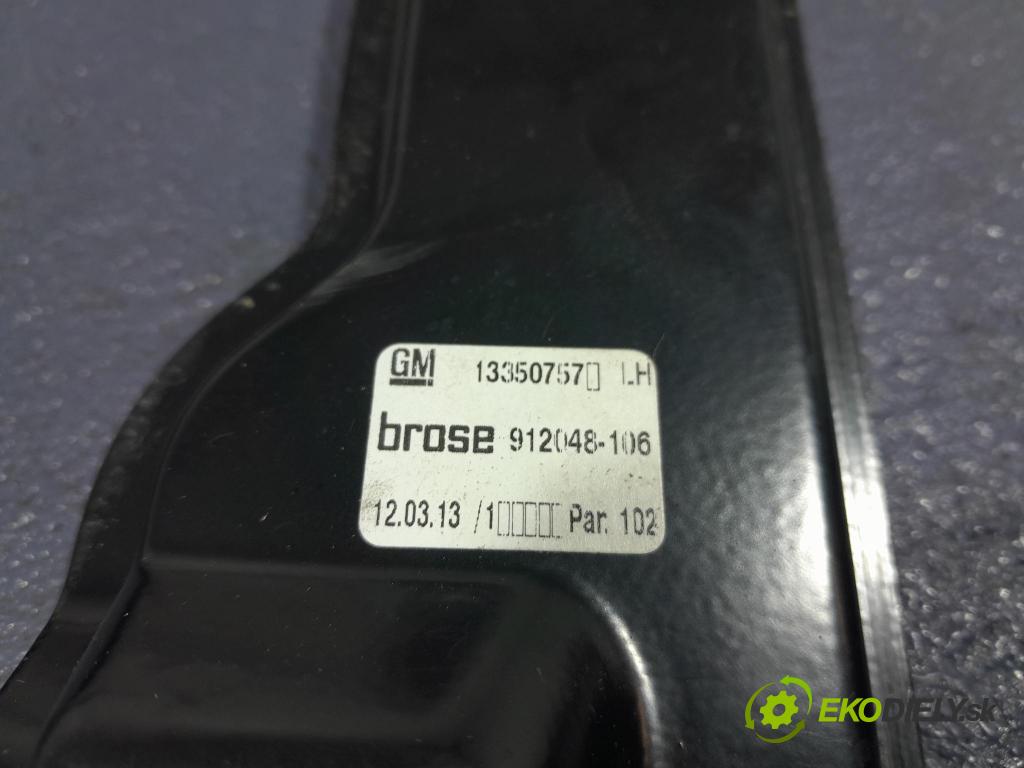 GM 13350757▯ LH
brose 912048-106
12.03.13 /1▯▯▯▯▯ Par. 102
EKODIELY.sk